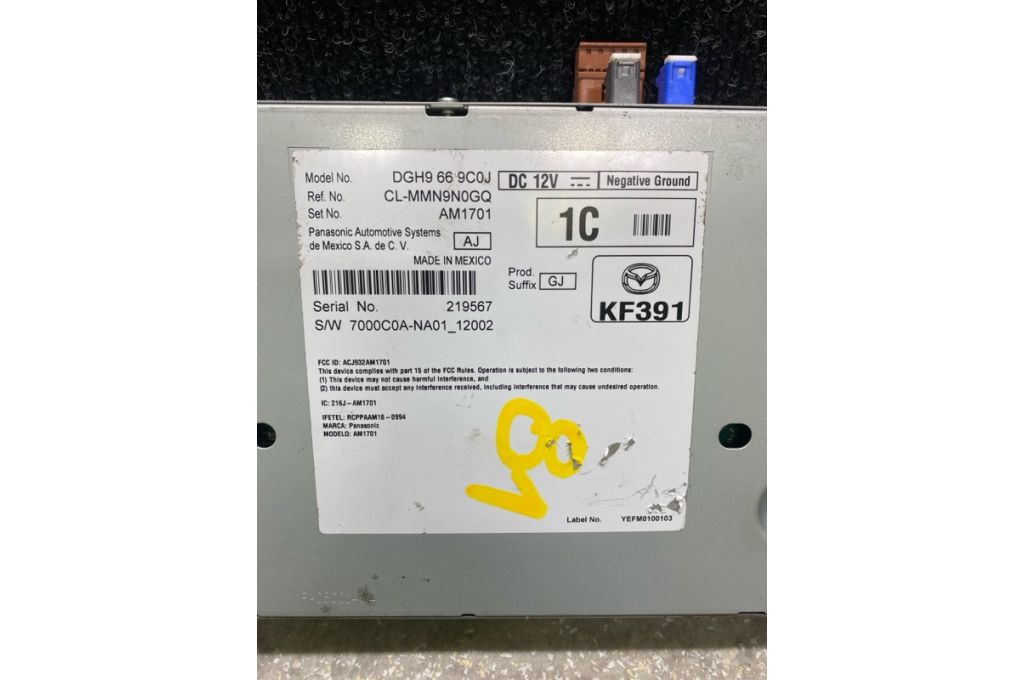 Model No. DGH9 66 9C0J
DC 12V
Negative Ground
Ref. No. CL-MMN9N0GQ
Set No. AM1701
1C
Panasonic Automotive Systems
de Mexico S.A. de C. V.
AJ
MADE IN MEXICO
Prod.
Suffix GJ
KF391
Serial No. 219567
S/W 7000C0A-NA01_12002
FCC ID: ACJ932AM1701
This device complies with part 15 of the FCC Rules. Operation is subject to the following two conditions:
(1) This device may not cause harmful interference, and
(2) this device must accept any interference received, including interference that may cause undesired operation.
IC: 216J-AM1701
IFETEL: RCPPAAM18-0994
MARCA: Panasonic
MODELO: AM1701
Label No. YEFM0100103